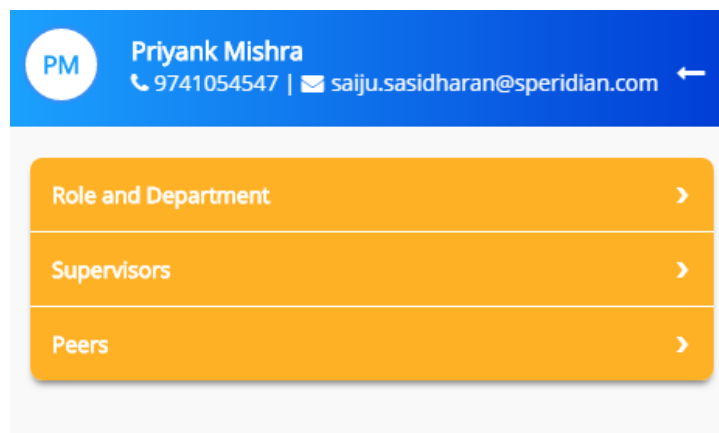 PM
Priyank Mishra
9741054547 | saiju.sasidharan@speridian.com
Role and Department
Supervisors
Peers